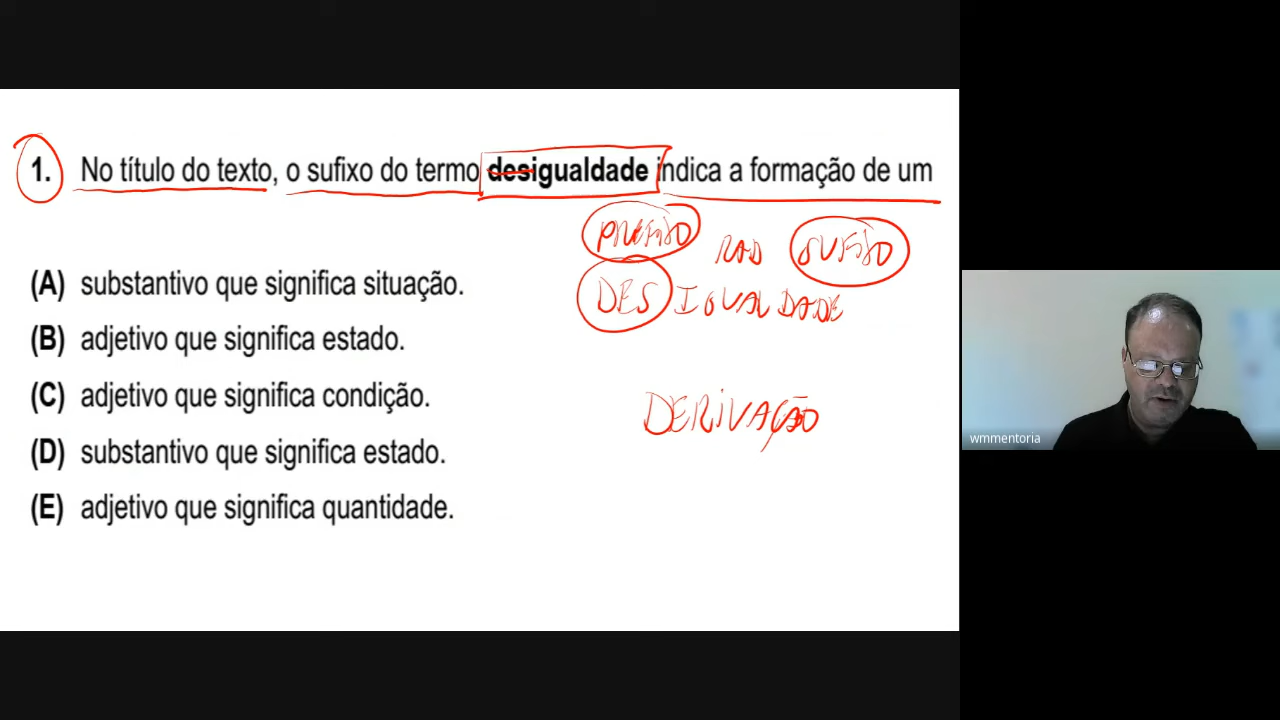 1. No título do texto, o sufixo do termo desigualdade indica a formação de um
PREFIXO RAD SUFIXO
DES IGUALDADE
(A) substantivo que significa situação.
(B) adjetivo que significa estado.
(C) adjetivo que significa condição.
DERIVAÇÃO
(D) substantivo que significa estado.
(E) adjetivo que significa quantidade.
wmmentoria